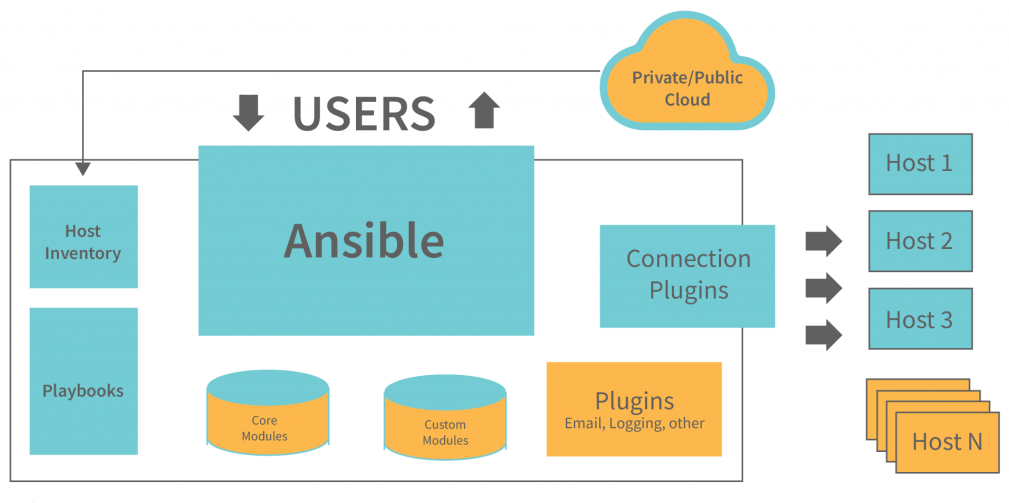 Private/Public
Cloud
USERS
Host
Inventory
Ansible
Connection
Plugins
Host 1
Host 2
Host 3
Playbooks
Core
Modules
Custom
Modules
Plugins
Email, Logging, other
Host N